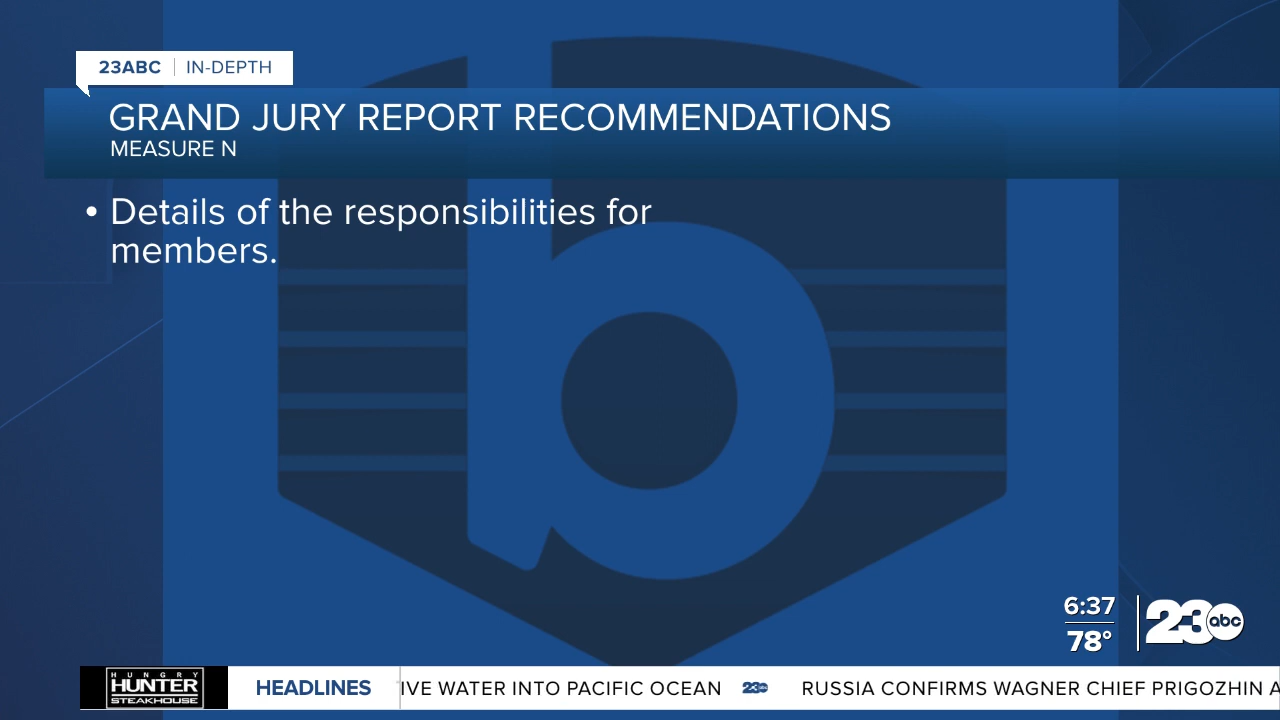 23ABC | IN-DEPTH
GRAND JURY REPORT RECOMMENDATIONS
MEASURE N
• Details of the responsibilities for
members.
6:37
78°
23 abc
HUNGRY
HUNTER
STEAKHOUSE
HEADLINES IVE WATER INTO PACIFIC OCEAN 23 RUSSIA CONFIRMS WAGNER CHIEF PRIGOZHIN A